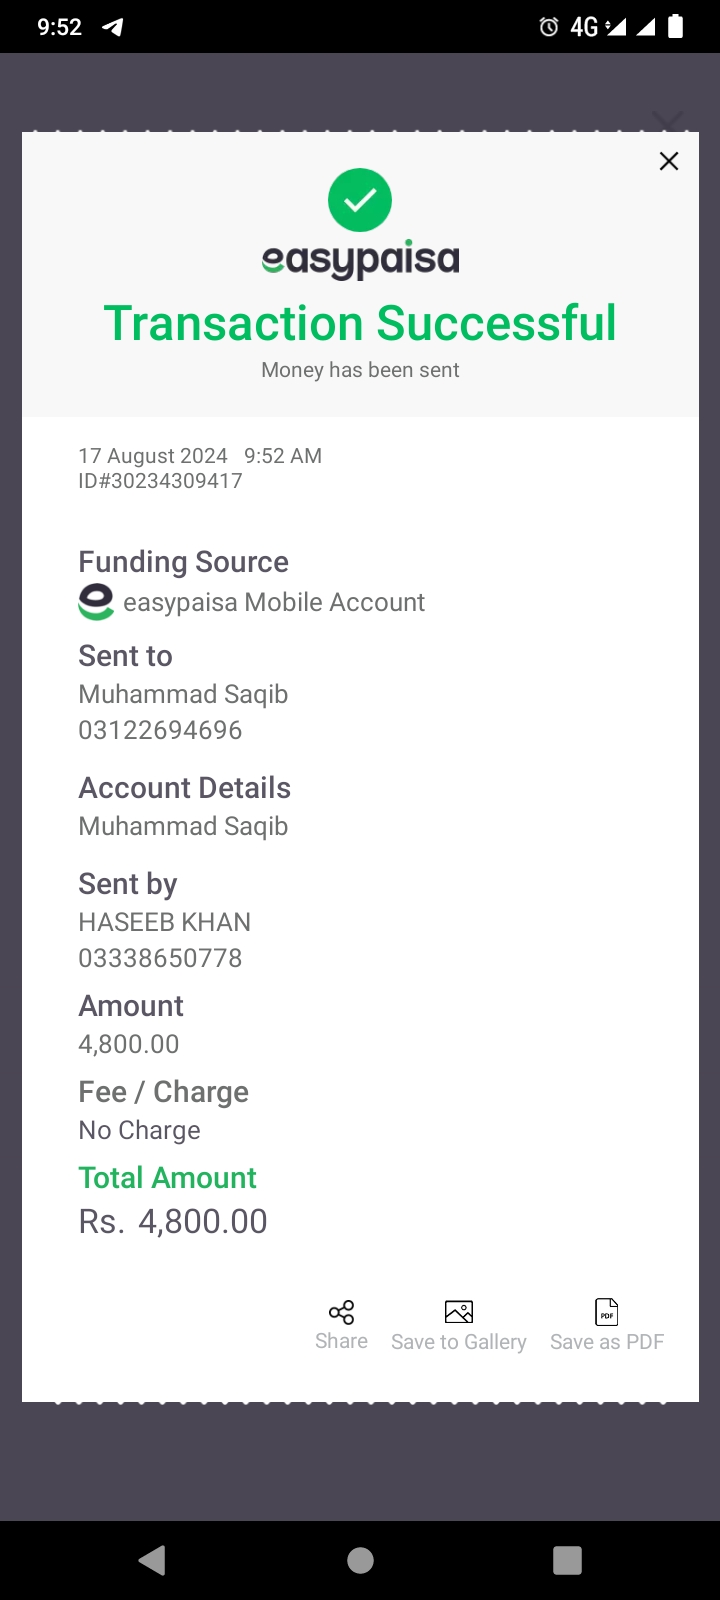 9:52 4G
easypaisa
Transaction Successful
Money has been sent
17 August 2024 9:52 AM
ID#30234309417
Funding Source
easypaisa Mobile Account
Sent to
Muhammad Saqib
03122694696
Account Details
Muhammad Saqib
Sent by
HASEEB KHAN
03338650778
Amount
4,800.00
Fee / Charge
No Charge
Total Amount
Rs. 4,800.00
PDF
Share Save to Gallery Save as PDF